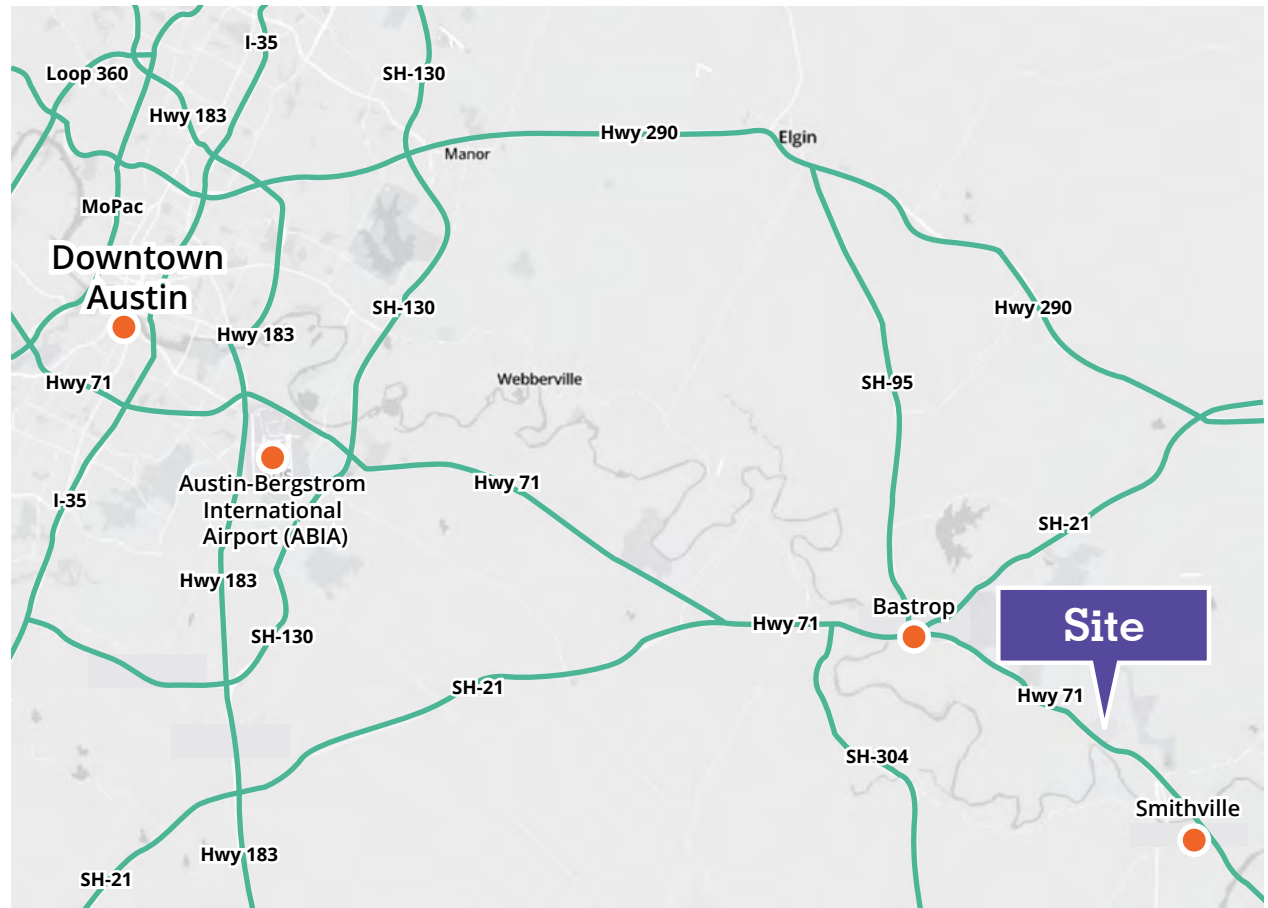 I-35
Loop 360
SH-130
Hwy 183
Hwy 290
Elgin
Manor
MoPac
Downtown
Austin
SH-130
Hwy 290
Hwy 183
Hwy 71
Webberville
SH-95
Hwy 71
Austin-Bergstrom
International
Airport (ABIA)
I-35
SH-21
Hwy 183
Bastrop
Site
SH-130
Hwy 71
SH-21
Hwy 71
SH-304
Smithville
Hwy 183
SH-21